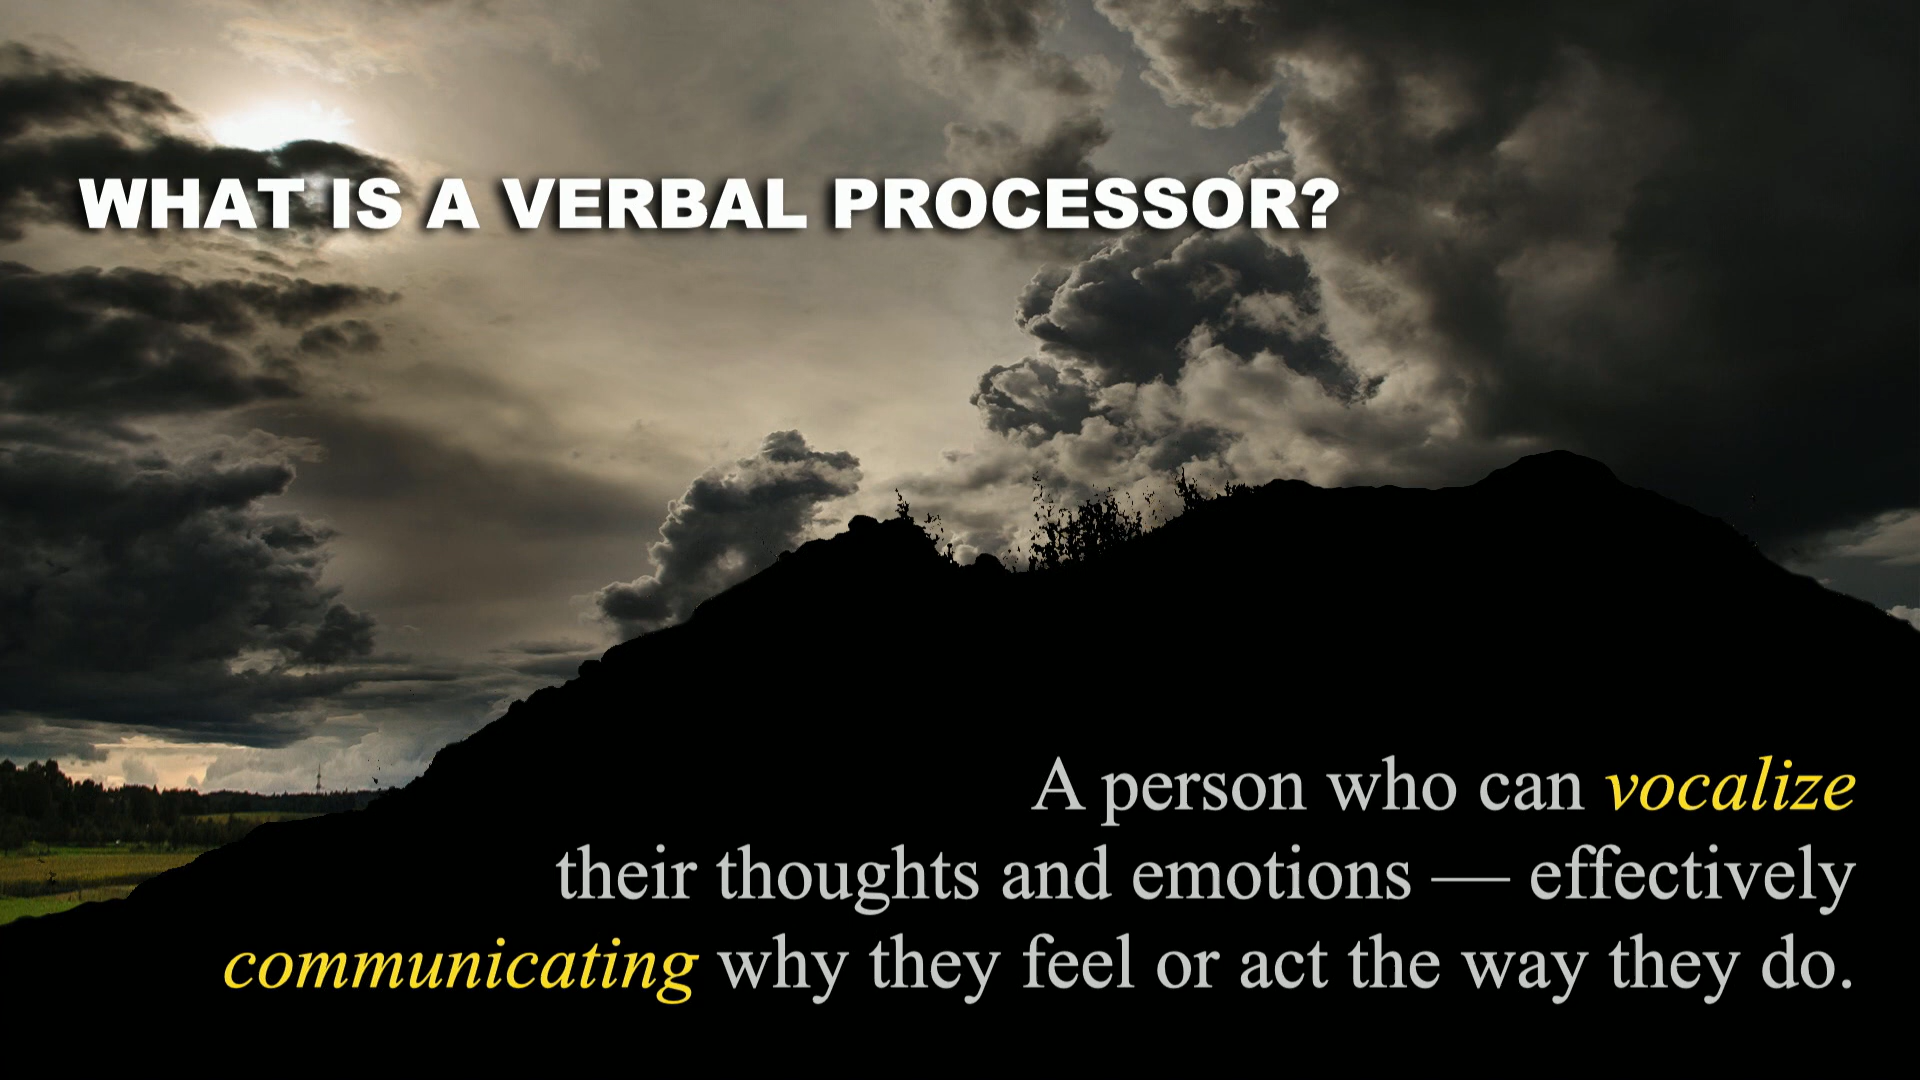 WHAT IS A VERBAL PROCESSOR?
A person who can vocalize
their thoughts and emotions — effectively
communicating why they feel or act the way they do.